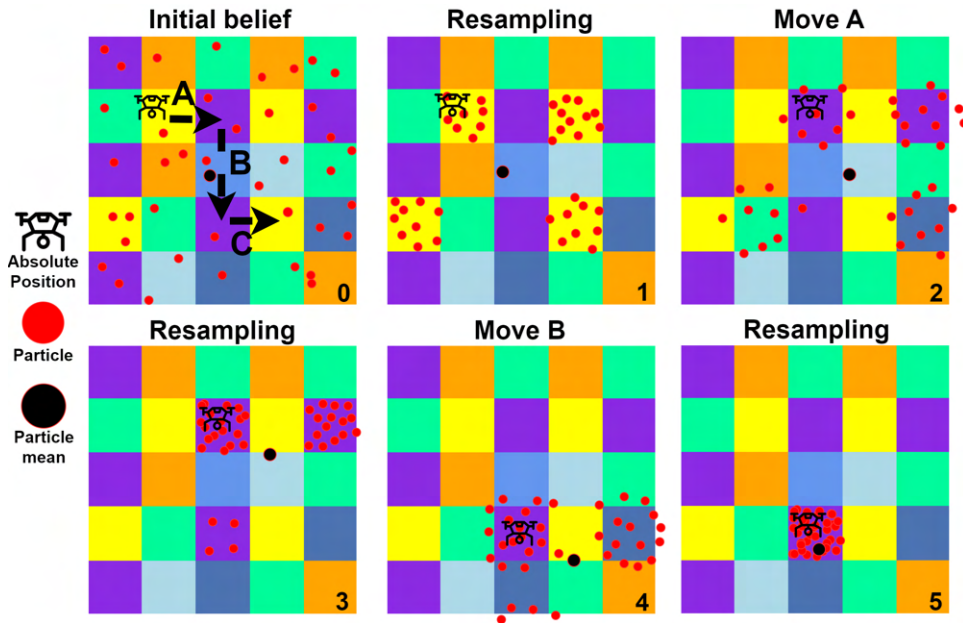 Initial belief
Resampling
Move A
A
B
C
0
1
2
Absolute
Position
Particle
Particle
mean
Resampling
Move B
Resampling
3
4
5